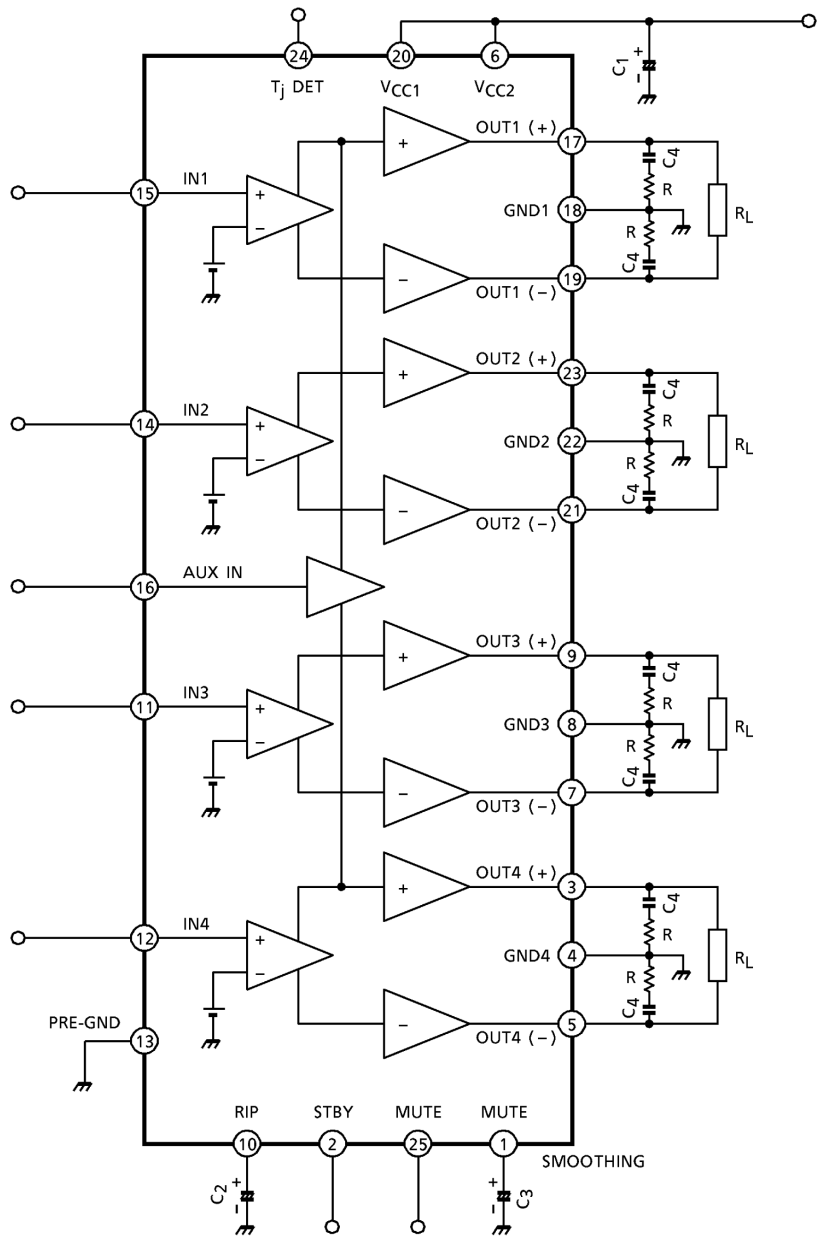 24 20 6
C1 + -
Tj DET VCC1 VCC2
OUT1 (+) 17
+
C4
15 IN1 + R
GND1 18 RL
- R
C4
- 19
OUT1 (-)
OUT2 (+) 23
+
C4
14 IN2 + R
GND2 22 RL
- R
C4
- 21
OUT2 (-)
16 AUX IN
OUT3 (+) 9
+
C4
11 IN3 + R
GND3 8 RL
- R
C4
- 7
OUT3 (-)
OUT4 (+) 3
+
C4
12 IN4 + R
GND4 4 RL
- R
C4
PRE-GND
13 - 5
OUT4 (-)
RIP STBY MUTE MUTE
10 2 25 1
SMOOTHING
C2 + - + - C3